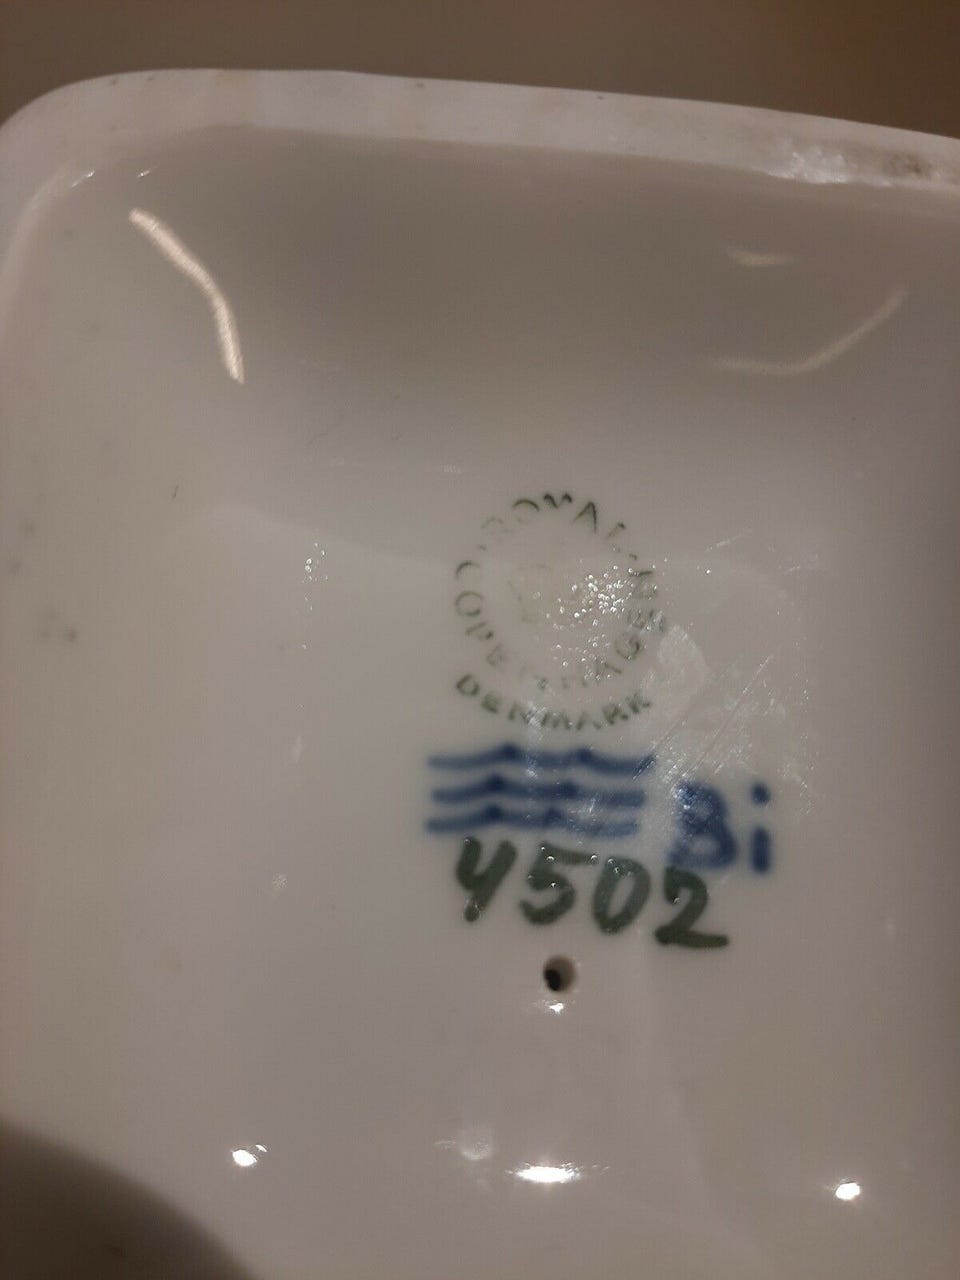 ROYAL
COPENHAGEN
DENMARK
Bi
4502